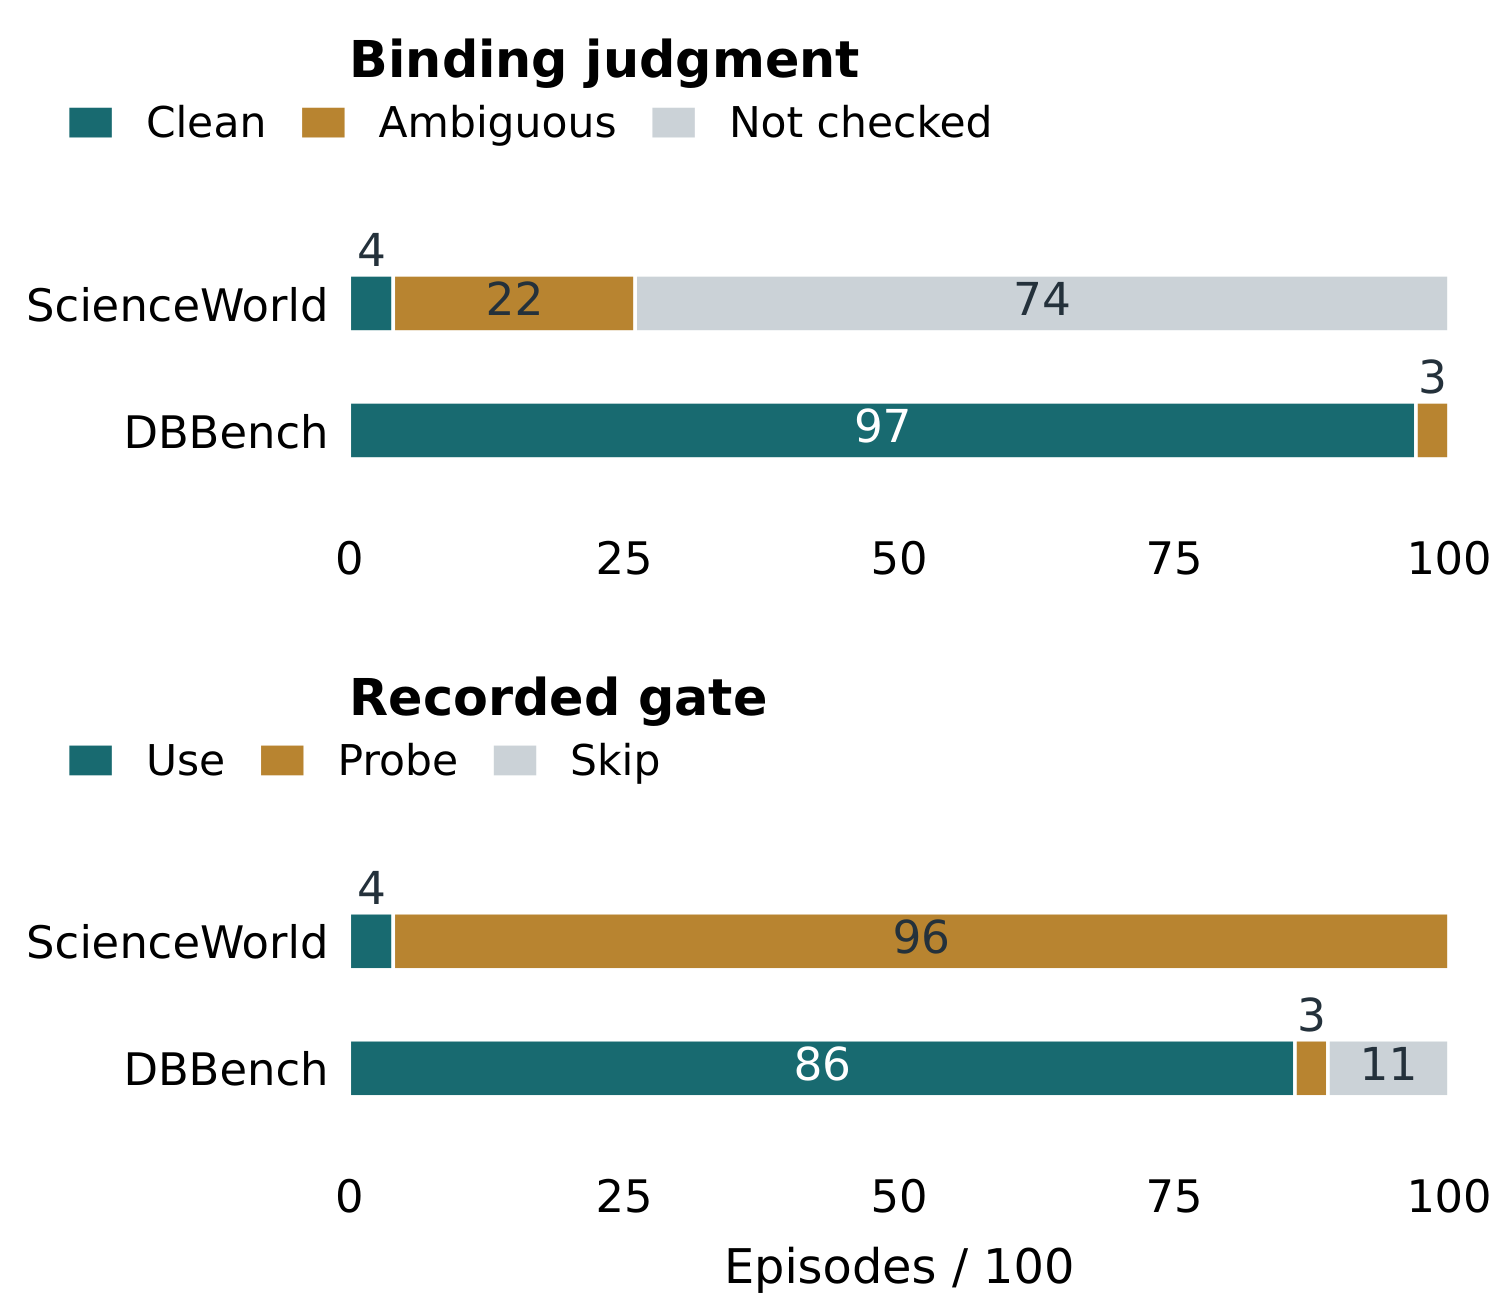 Binding judgment
Clean Ambiguous Not checked
4
ScienceWorld 22 74
3
DBBench 97
0 25 50 75 100
Recorded gate
Use Probe Skip
4
ScienceWorld 96
3
DBBench 86 11
0 25 50 75 100
Episodes / 100